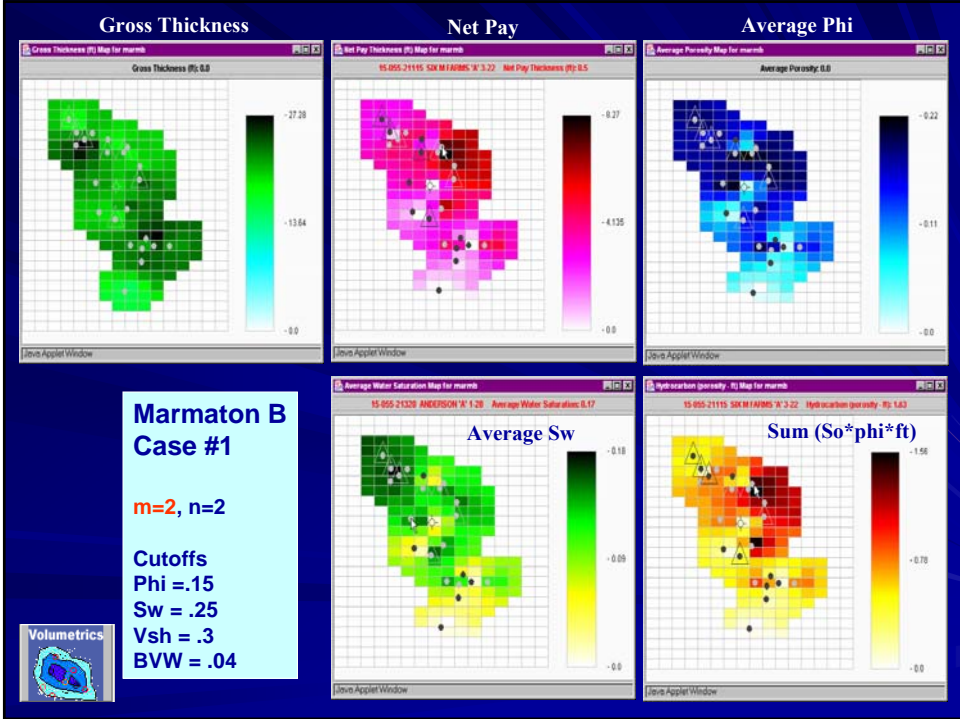 Gross Thickness
Net Pay
Average Phi
Gross Thickness (ft) Map for marmb
Gross Thickness (ft): 0.0
- 27.28
- 13.64
- 0.0
Java Applet Window
Net Pay Thickness (ft) Map for marmb
15-055-21115 SIX M FARMS 'A' 3-22 Net Pay Thickness (ft): 8.5
- 8.27
- 4.135
- 0.0
Java Applet Window
Average Porosity Map for marmb
Average Porosity: 0.0
- 0.22
- 0.11
- 0.0
Java Applet Window
Marmaton B
Case #1
m=2, n=2
Cutoffs
Phi =.15
Sw = .25
Vsh = .3
BVW = .04
Volumetrics
Average Water Saturation Map for marmb
15-055-21320 ANDERSON 'A' 1-28 Average Water Saturation: 0.17
Average Sw
- 0.18
- 0.09
- 0.0
Java Applet Window
Hydrocarbon (porosity - ft) Map for marmb
15-055-21115 SIX M FARMS 'A' 3-22 Hydrocarbon (porosity - ft): 1.63
Sum (So*phi*ft)
- 1.56
- 0.78
- 0.0
Java Applet Window